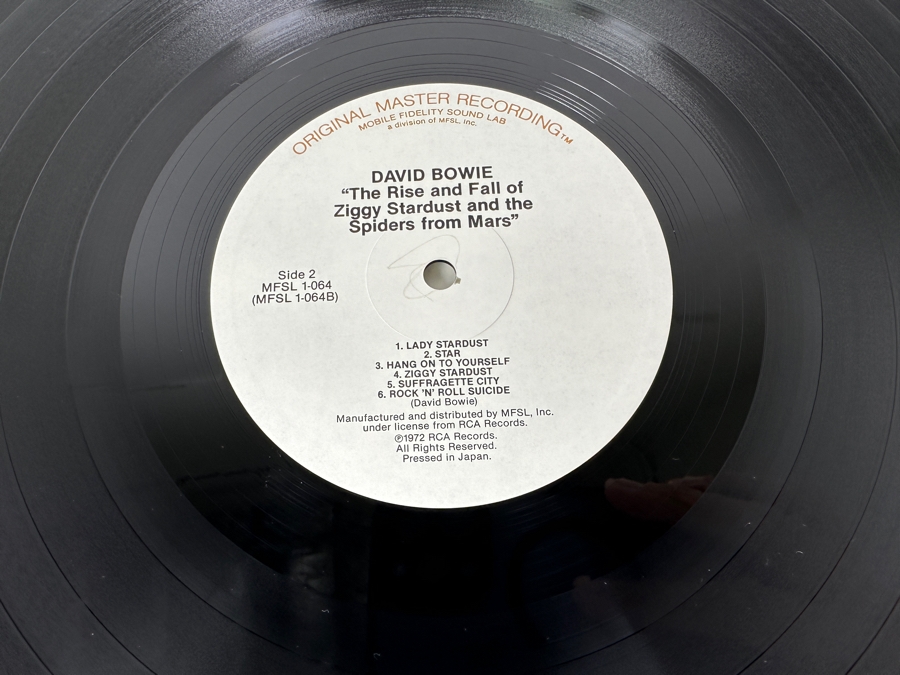 ORIGINAL MASTER RECORDING™
MOBILE FIDELITY SOUND LAB
a division of MFSL, Inc.
DAVID BOWIE
“The Rise and Fall of
Ziggy Stardust and the
Spiders from Mars”
Side 2
MFSL 1-064
(MFSL 1-064B)
1. LADY STARDUST
2. STAR
3. HANG ON TO YOURSELF
4. ZIGGY STARDUST
5. SUFFRAGETTE CITY
6. ROCK ’N’ ROLL SUICIDE
(David Bowie)
Manufactured and distributed by MFSL, Inc.
under license from RCA Records.
℗1972 RCA Records.
All Rights Reserved.
Pressed in Japan.